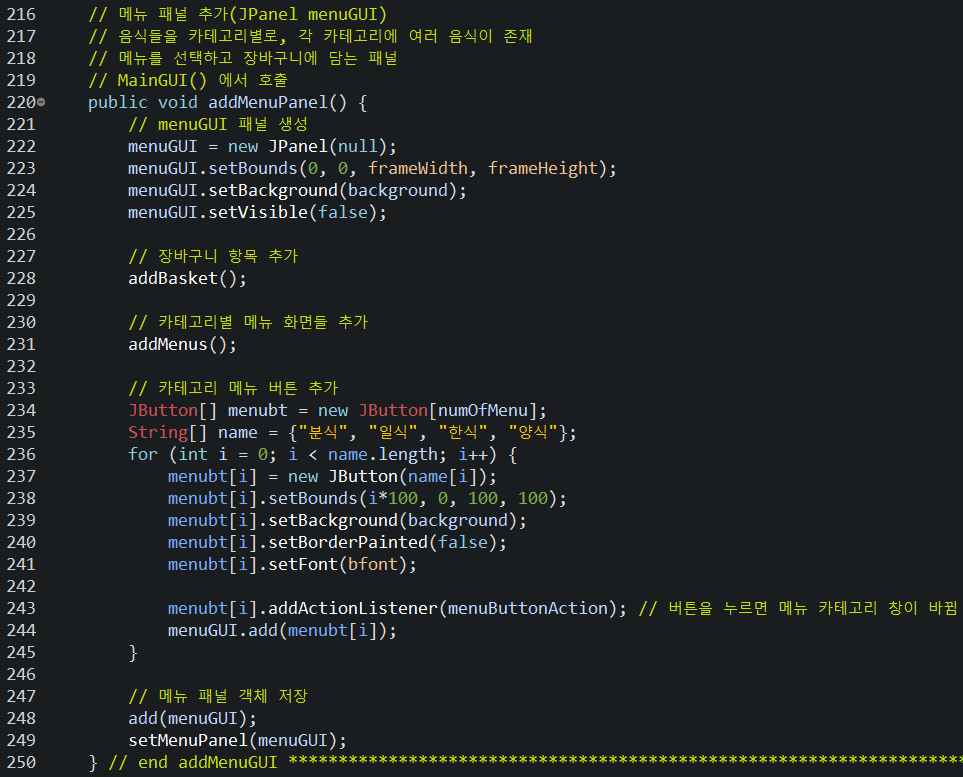 216 // 메뉴 패널 추가(JPanel menuGUI)
217 // 음식들을 카테고리별로, 각 카테고리에 여러 음식이 존재
218 // 메뉴를 선택하고 장바구니에 담는 패널
219 // MainGUI() 에서 호출
220 public void addMenuPanel() {
221 // menuGUI 패널 생성
222 menuGUI = new JPanel(null);
223 menuGUI.setBounds(0, 0, frameWidth, frameHeight);
224 menuGUI.setBackground(background);
225 menuGUI.setVisible(false);
226
227 // 장바구니 항목 추가
228 addBasket();
229
230 // 카테고리별 메뉴 화면들 추가
231 addMenus();
232
233 // 카테고리 메뉴 버튼 추가
234 JButton[] menubt = new JButton[numOfMenu];
235 String[] name = {"분식", "일식", "한식", "양식"};
236 for (int i = 0; i < name.length; i++) {
237 menubt[i] = new JButton(name[i]);
238 menubt[i].setBounds(i*100, 0, 100, 100);
239 menubt[i].setBackground(background);
240 menubt[i].setBorderPainted(false);
241 menubt[i].setFont(bfont);
242
243 menubt[i].addActionListener(menuButtonAction); // 버튼을 누르면 메뉴 카테고리 창이 바뀜
244 menuGUI.add(menubt[i]);
245 }
246
247 // 메뉴 패널 객체 저장
248 add(menuGUI);
249 setMenuPanel(menuGUI);
250 } // end addMenuGUI ********************************************************************